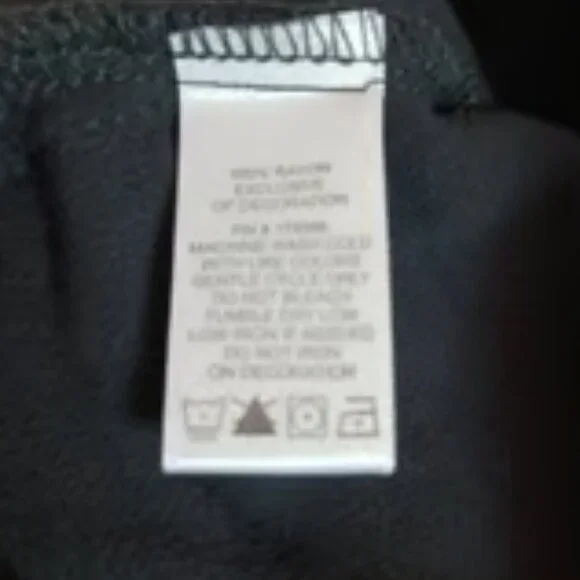 100% RAYON
EXCLUSIVE
OF DECORATION
RN #
MACHINE WASH COLD
WITH LIKE COLORS
GENTLE CYCLE ONLY
DO NOT BLEACH
TUMBLE DRY LOW
LOW IRON IF NEEDED
DO NOT IRON
ON DECORATION